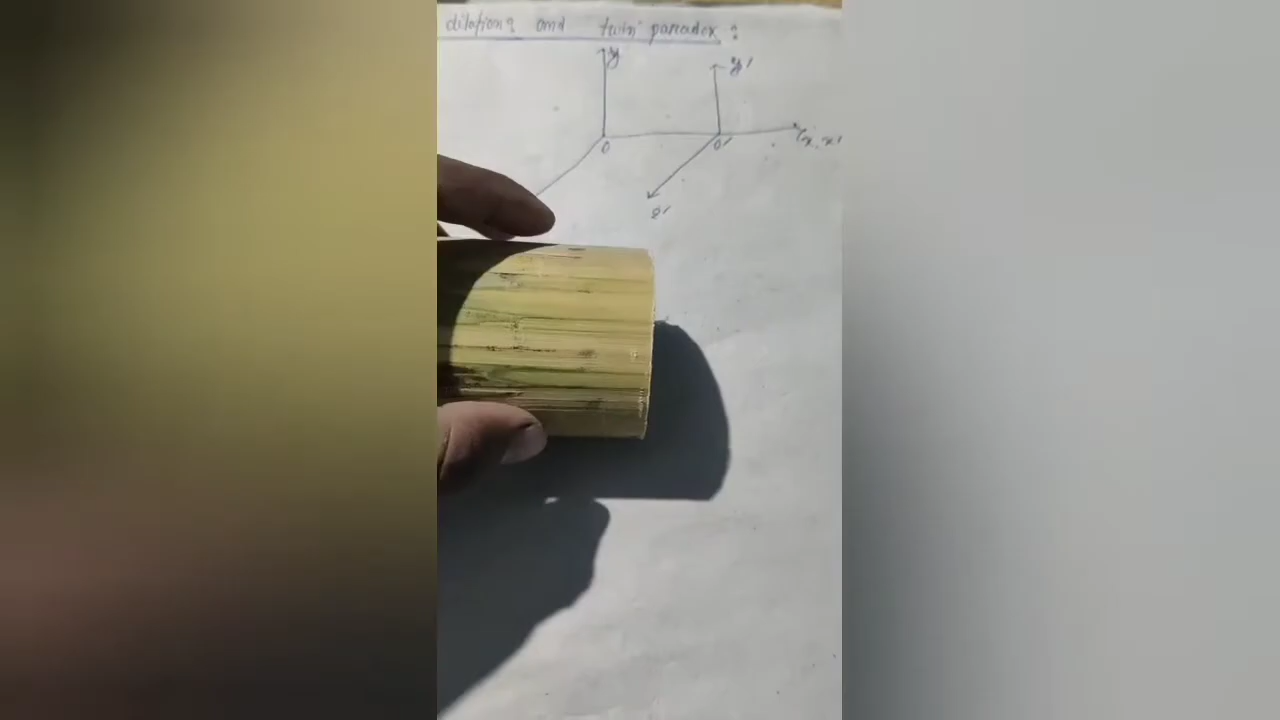 dilation? and twin paradox :
y y'
O O' x, x'
z'